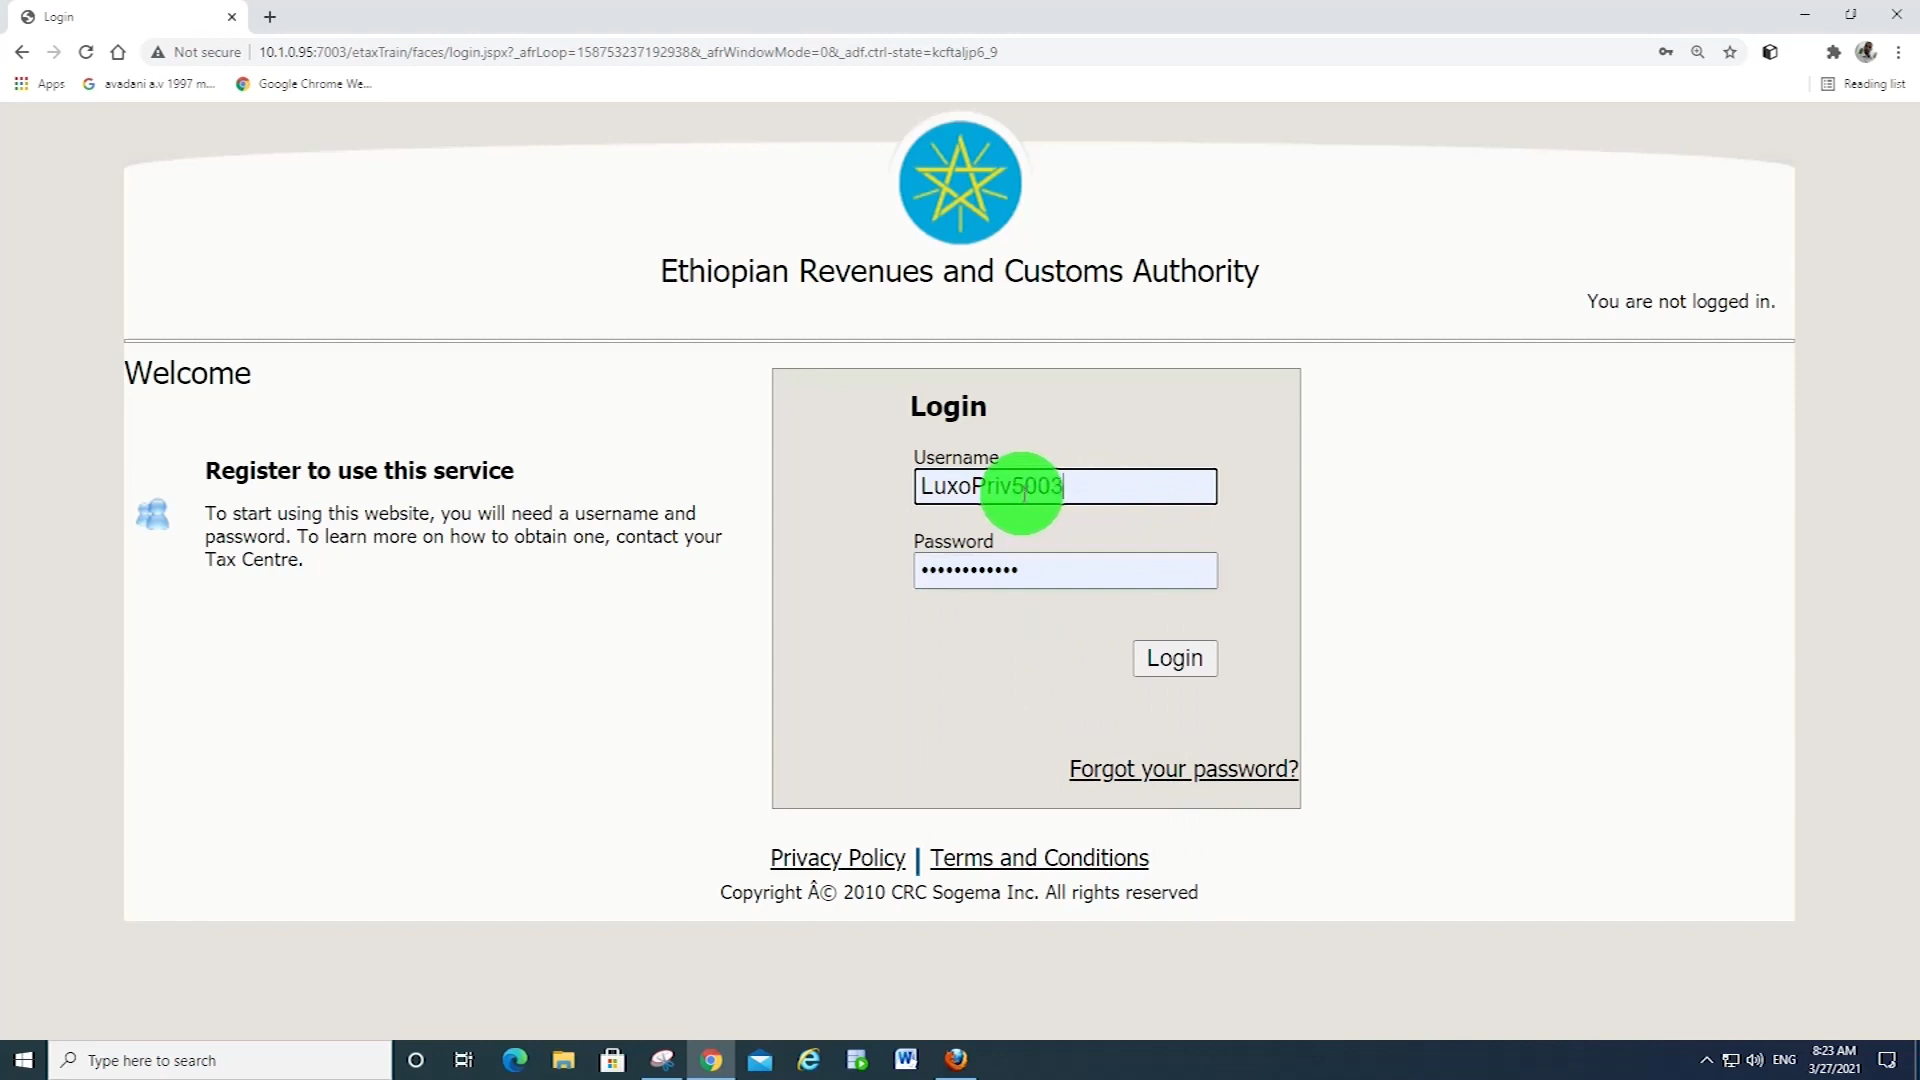 Login
Not secure
10.1.0.95:7003/etaxTrain/faces/login.jspx?_afrLoop=15875323719​2938&_afrWindowMode=0&_adf.ctrl-state=kcftaljp6_9
Apps
avadani a.v 1997 m...
Google Chrome We...
Reading list
Ethiopian Revenues and Customs Authority
You are not logged in.
Welcome
Login
Username
LuxoPriv5003
Register to use this service
To start using this website, you will need a username and
password. To learn more on how to obtain one, contact your
Tax Centre.
Password
••••••••••••
Login
Forgot your password?
Privacy Policy | Terms and Conditions
Copyright Â© 2010 CRC Sogema Inc. All rights reserved
Type here to search
ENG
8:23 AM
3/27/2021